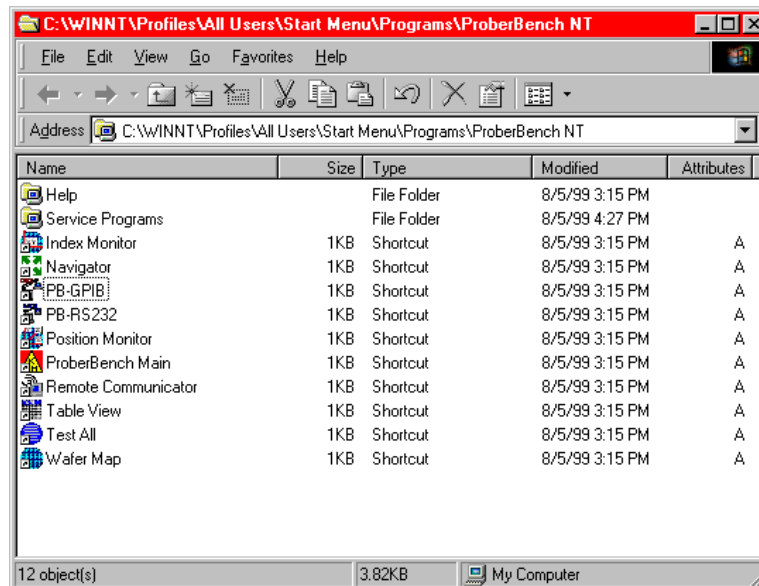 C:\WINNT\Profiles\All Users\Start Menu\Programs\ProberBench NT
File Edit View Go Favorites Help
Address C:\WINNT\Profiles\All Users\Start Menu\Programs\ProberBench NT
Name Size Type Modified Attributes
Help File Folder 8/5/99 3:15 PM
Service Programs File Folder 8/5/99 4:27 PM
Index Monitor 1KB Shortcut 8/5/99 3:15 PM A
Navigator 1KB Shortcut 8/5/99 3:15 PM A
PB-GPIB 1KB Shortcut 8/5/99 3:15 PM A
PB-RS232 1KB Shortcut 8/5/99 3:15 PM A
Position Monitor 1KB Shortcut 8/5/99 3:15 PM A
ProberBench Main 1KB Shortcut 8/5/99 3:15 PM A
Remote Communicator 1KB Shortcut 8/5/99 3:15 PM A
Table View 1KB Shortcut 8/5/99 3:15 PM A
Test All 1KB Shortcut 8/5/99 3:15 PM A
Wafer Map 1KB Shortcut 8/5/99 3:15 PM A
12 object(s) 3.82KB My Computer